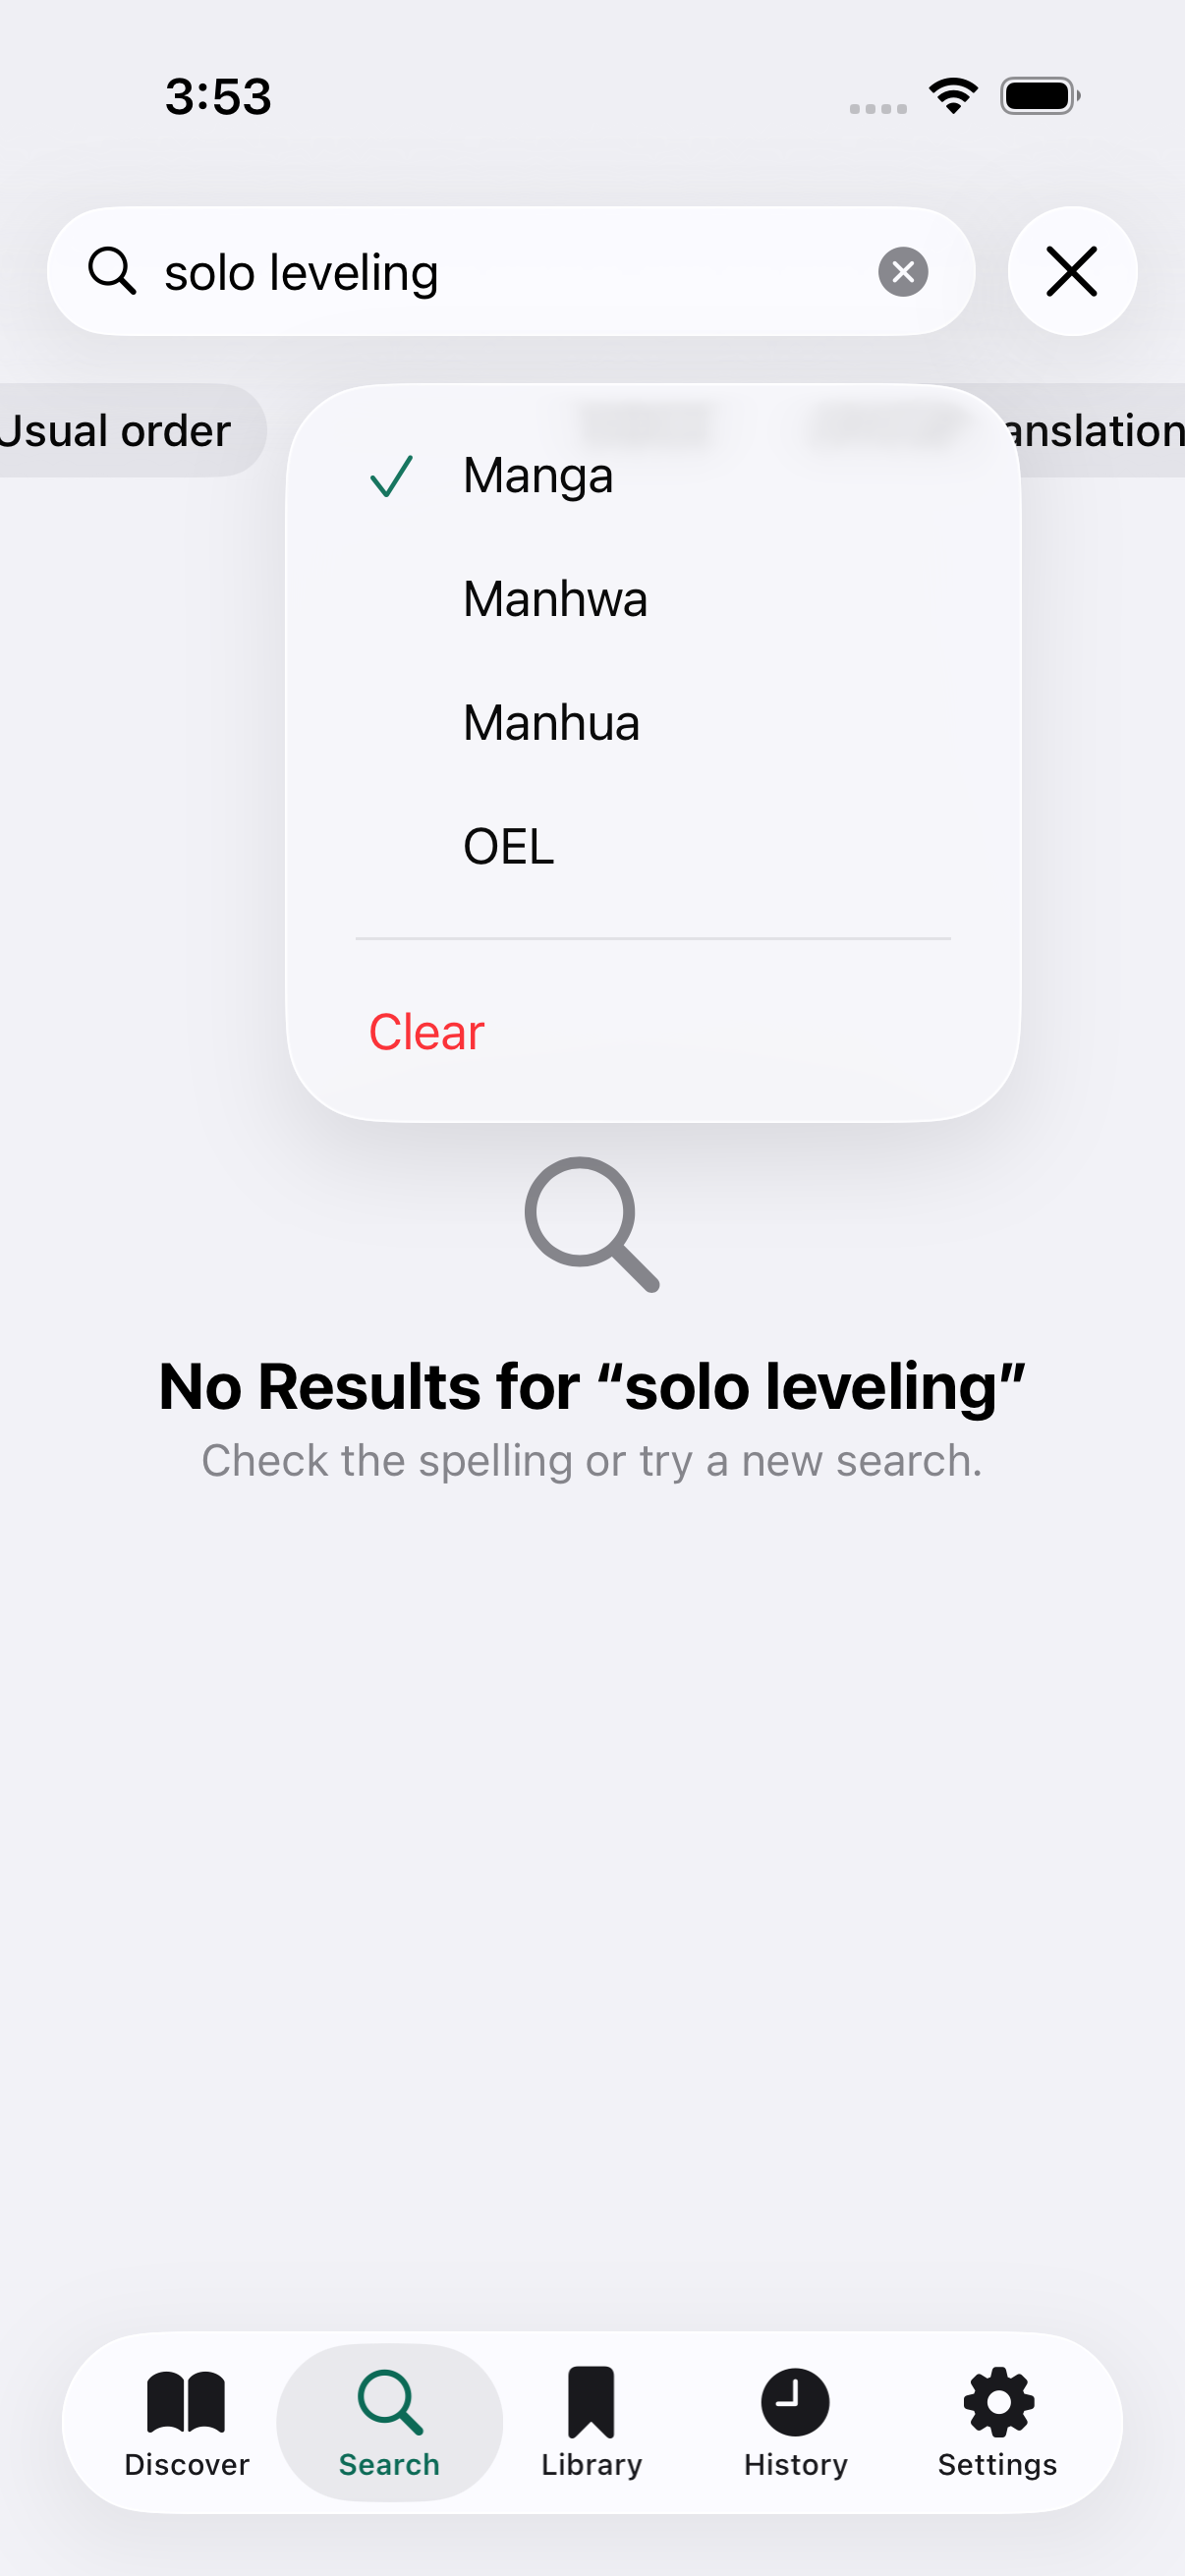 3:53
solo leveling
Usual order
anslation
Manga
Manhwa
Manhua
OEL
Clear
No Results for “solo leveling”
Check the spelling or try a new search.
Discover
Search
Library
History
Settings